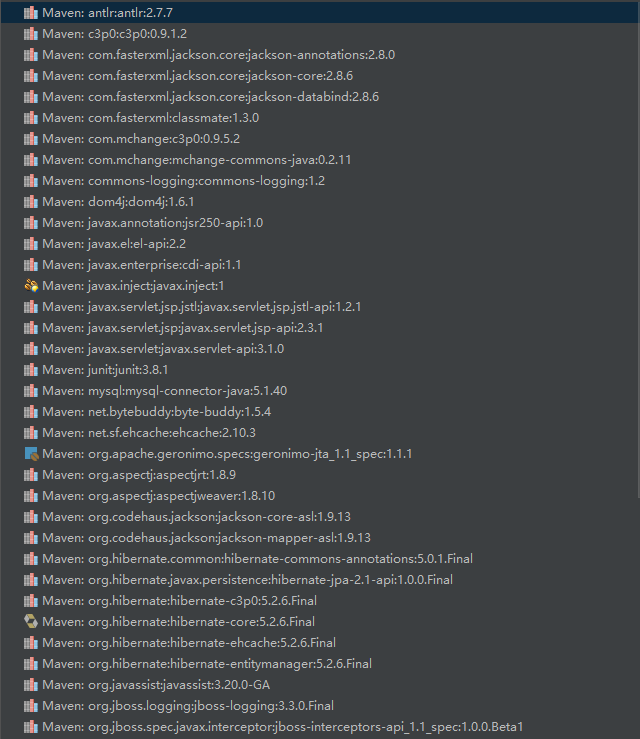 Maven: antlr:antlr:2.7.7
Maven: c3p0:c3p0:0.9.1.2
Maven: com.fasterxml.jackson.core:jackson-annotations:2.8.0
Maven: com.fasterxml.jackson.core:jackson-core:2.8.6
Maven: com.fasterxml.jackson.core:jackson-databind:2.8.6
Maven: com.fasterxml:classmate:1.3.0
Maven: com.mchange:c3p0:0.9.5.2
Maven: com.mchange:mchange-commons-java:0.2.11
Maven: commons-logging:commons-logging:1.2
Maven: dom4j:dom4j:1.6.1
Maven: javax.annotation:jsr250-api:1.0
Maven: javax.el:el-api:2.2
Maven: javax.enterprise:cdi-api:1.1
Maven: javax.inject:javax.inject:1
Maven: javax.servlet.jsp.jstl:javax.servlet.jsp.jstl-api:1.2.1
Maven: javax.servlet.jsp:javax.servlet.jsp-api:2.3.1
Maven: javax.servlet:javax.servlet-api:3.1.0
Maven: junit:junit:3.8.1
Maven: mysql:mysql-connector-java:5.1.40
Maven: net.bytebuddy:byte-buddy:1.5.4
Maven: net.sf.ehcache:ehcache:2.10.3
Maven: org.apache.geronimo.specs:geronimo-jta_1.1_spec:1.1.1
Maven: org.aspectj:aspectjrt:1.8.9
Maven: org.aspectj:aspectjweaver:1.8.10
Maven: org.codehaus.jackson:jackson-core-asl:1.9.13
Maven: org.codehaus.jackson:jackson-mapper-asl:1.9.13
Maven: org.hibernate.common:hibernate-commons-annotations:5.0.1.Final
Maven: org.hibernate.javax.persistence:hibernate-jpa-2.1-api:1.0.0.Final
Maven: org.hibernate:hibernate-c3p0:5.2.6.Final
Maven: org.hibernate:hibernate-core:5.2.6.Final
Maven: org.hibernate:hibernate-ehcache:5.2.6.Final
Maven: org.hibernate:hibernate-entitymanager:5.2.6.Final
Maven: org.javassist:javassist:3.20.0-GA
Maven: org.jboss.logging:jboss-logging:3.3.0.Final
Maven: org.jboss.spec.javax.interceptor:jboss-interceptors-api_1.1_spec:1.0.0.Beta1